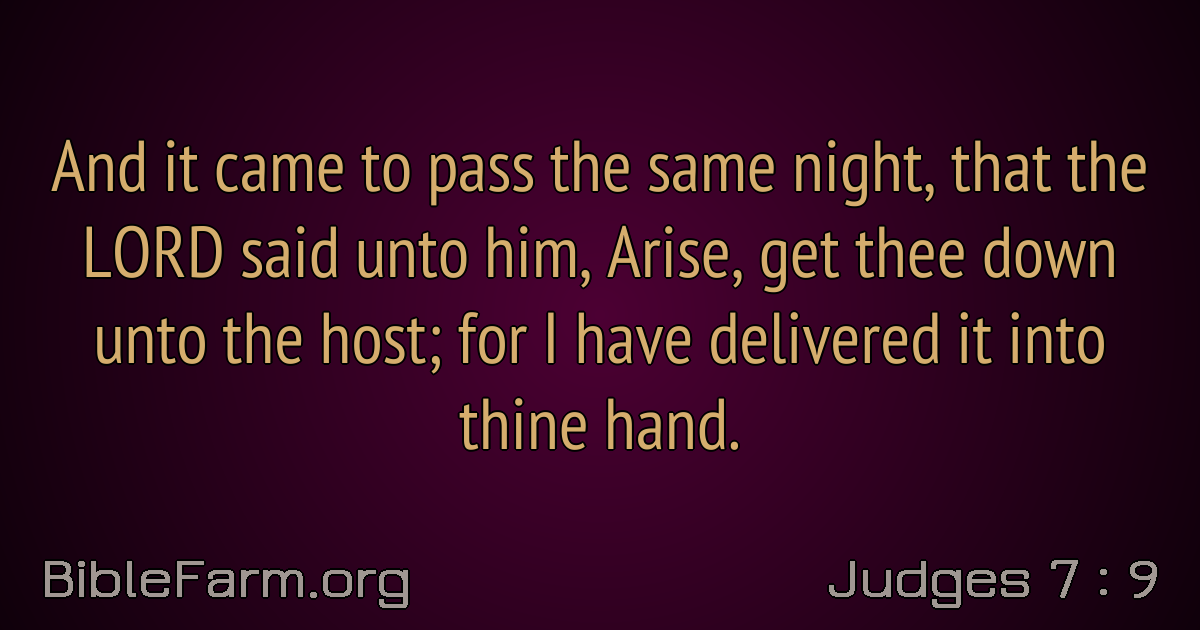 And it came to pass the same night, that the
LORD said unto him, Arise, get thee down
unto the host; for I have delivered it into
thine hand.
BibleFarm.org
Judges 7 : 9